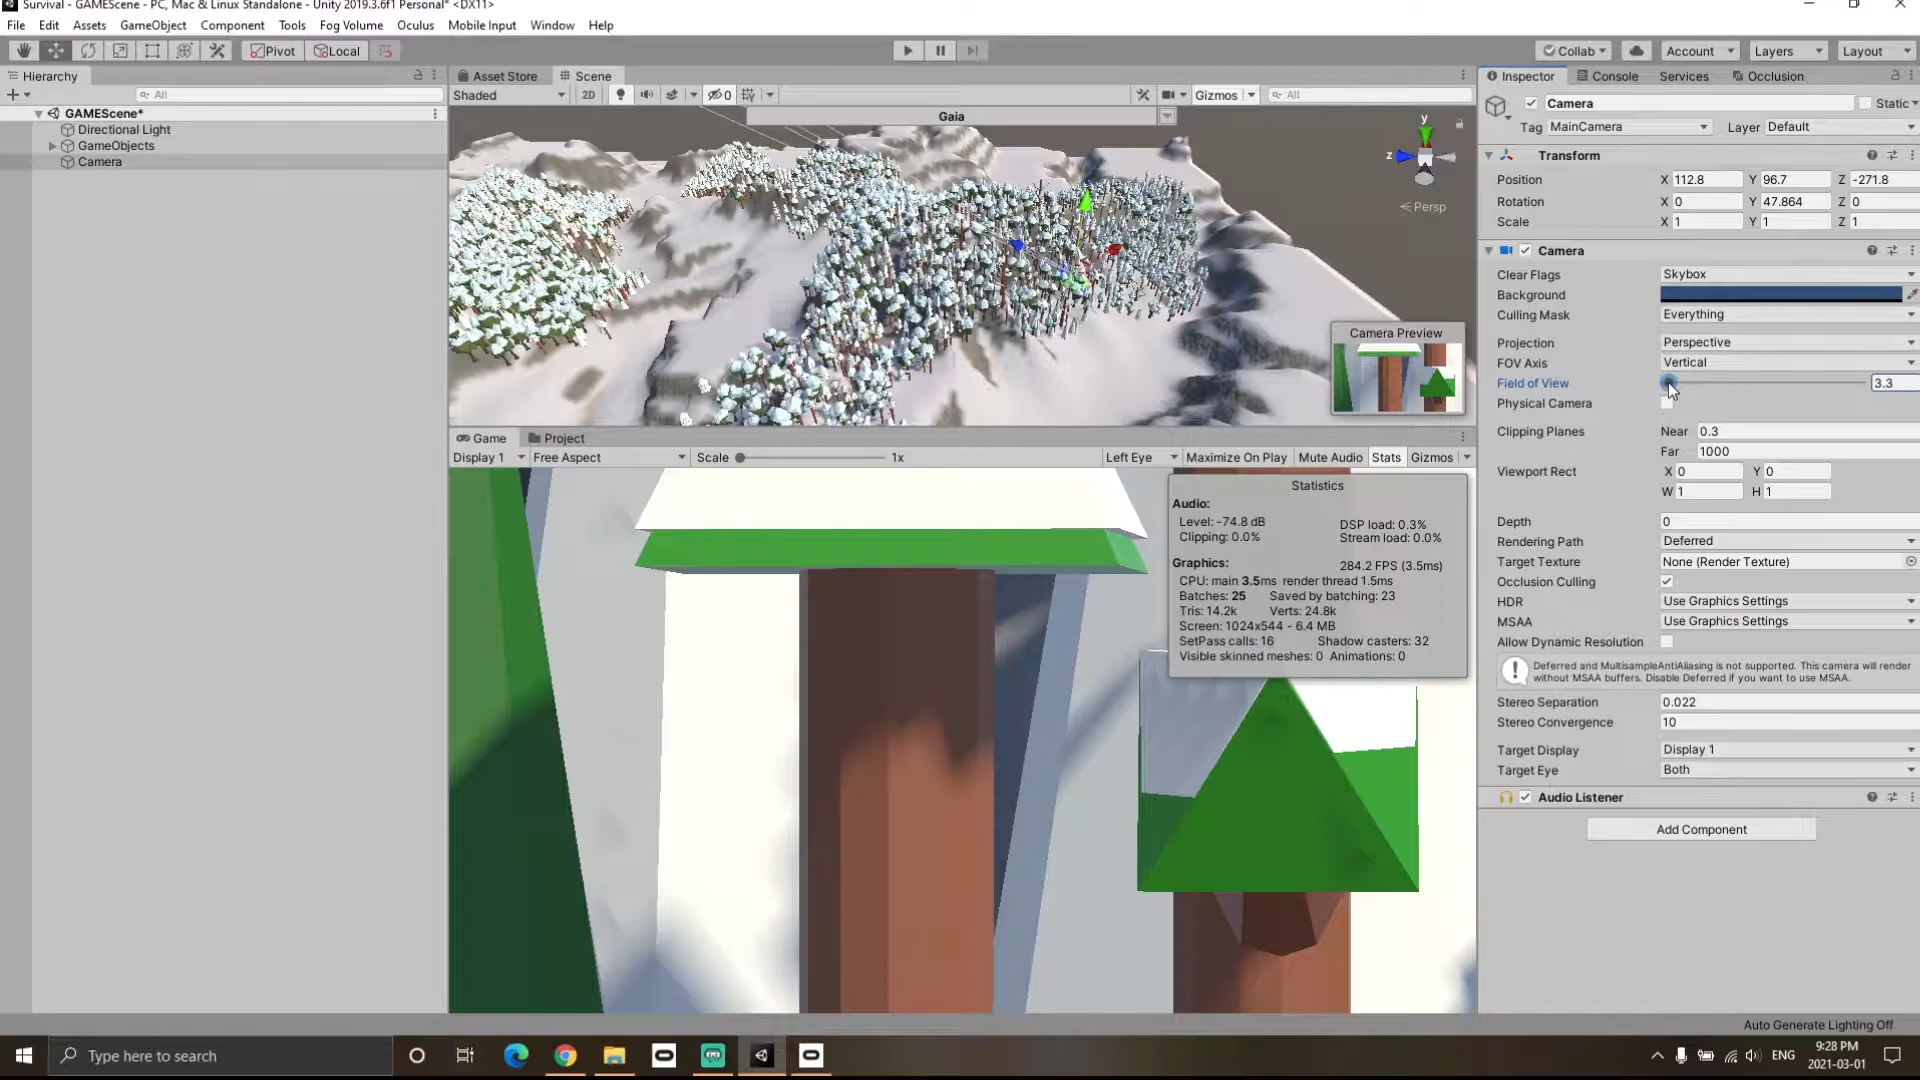 Survival - GAMEScene - PC, Mac & Linux Standalone - Unity 2019.3.6f1 Personal* <DX11>
File Edit Assets GameObject Component Tools Fog Volume Oculus Mobile Input Window Help
Pivot Local Collab Account Layers Layout
Hierarchy
All
GAMEScene*
Directional Light
GameObjects
Camera
Asset Store Scene
Shaded 2D 0 Gizmos All
Gaia
y
z
Persp
Camera Preview
Game Project
Display 1 Free Aspect Scale 1x Left Eye Maximize On Play Mute Audio Stats Gizmos
Statistics
Audio:
Level: -74.8 dB DSP load: 0.3%
Clipping: 0.0% Stream load: 0.0%
Graphics: 284.2 FPS (3.5ms)
CPU: main 3.5ms render thread 1.5ms
Batches: 25 Saved by batching: 23
Tris: 14.2k Verts: 24.8k
Screen: 1024x544 - 6.4 MB
SetPass calls: 16 Shadow casters: 32
Visible skinned meshes: 0 Animations: 0
Inspector Console Services Occlusion
Camera Static
Tag MainCamera Layer Default
Transform
Position X 112.8 Y 96.7 Z -271.8
Rotation X 0 Y 47.864 Z 0
Scale X 1 Y 1 Z 1
Camera
Clear Flags Skybox
Background
Culling Mask Everything
Projection Perspective
FOV Axis Vertical
Field of View 3.3
Physical Camera
Clipping Planes Near 0.3
Far 1000
Viewport Rect X 0 Y 0
W 1 H 1
Depth 0
Rendering Path Deferred
Target Texture None (Render Texture)
Occlusion Culling
HDR Use Graphics Settings
MSAA Use Graphics Settings
Allow Dynamic Resolution
Deferred and MultisampleAntiAliasing is not supported. This camera will render
without MSAA buffers. Disable Deferred if you want to use MSAA.
Stereo Separation 0.022
Stereo Convergence 10
Target Display Display 1
Target Eye Both
Audio Listener
Add Component
Auto Generate Lighting Off
Type here to search
ENG
9:28 PM
2021-03-01